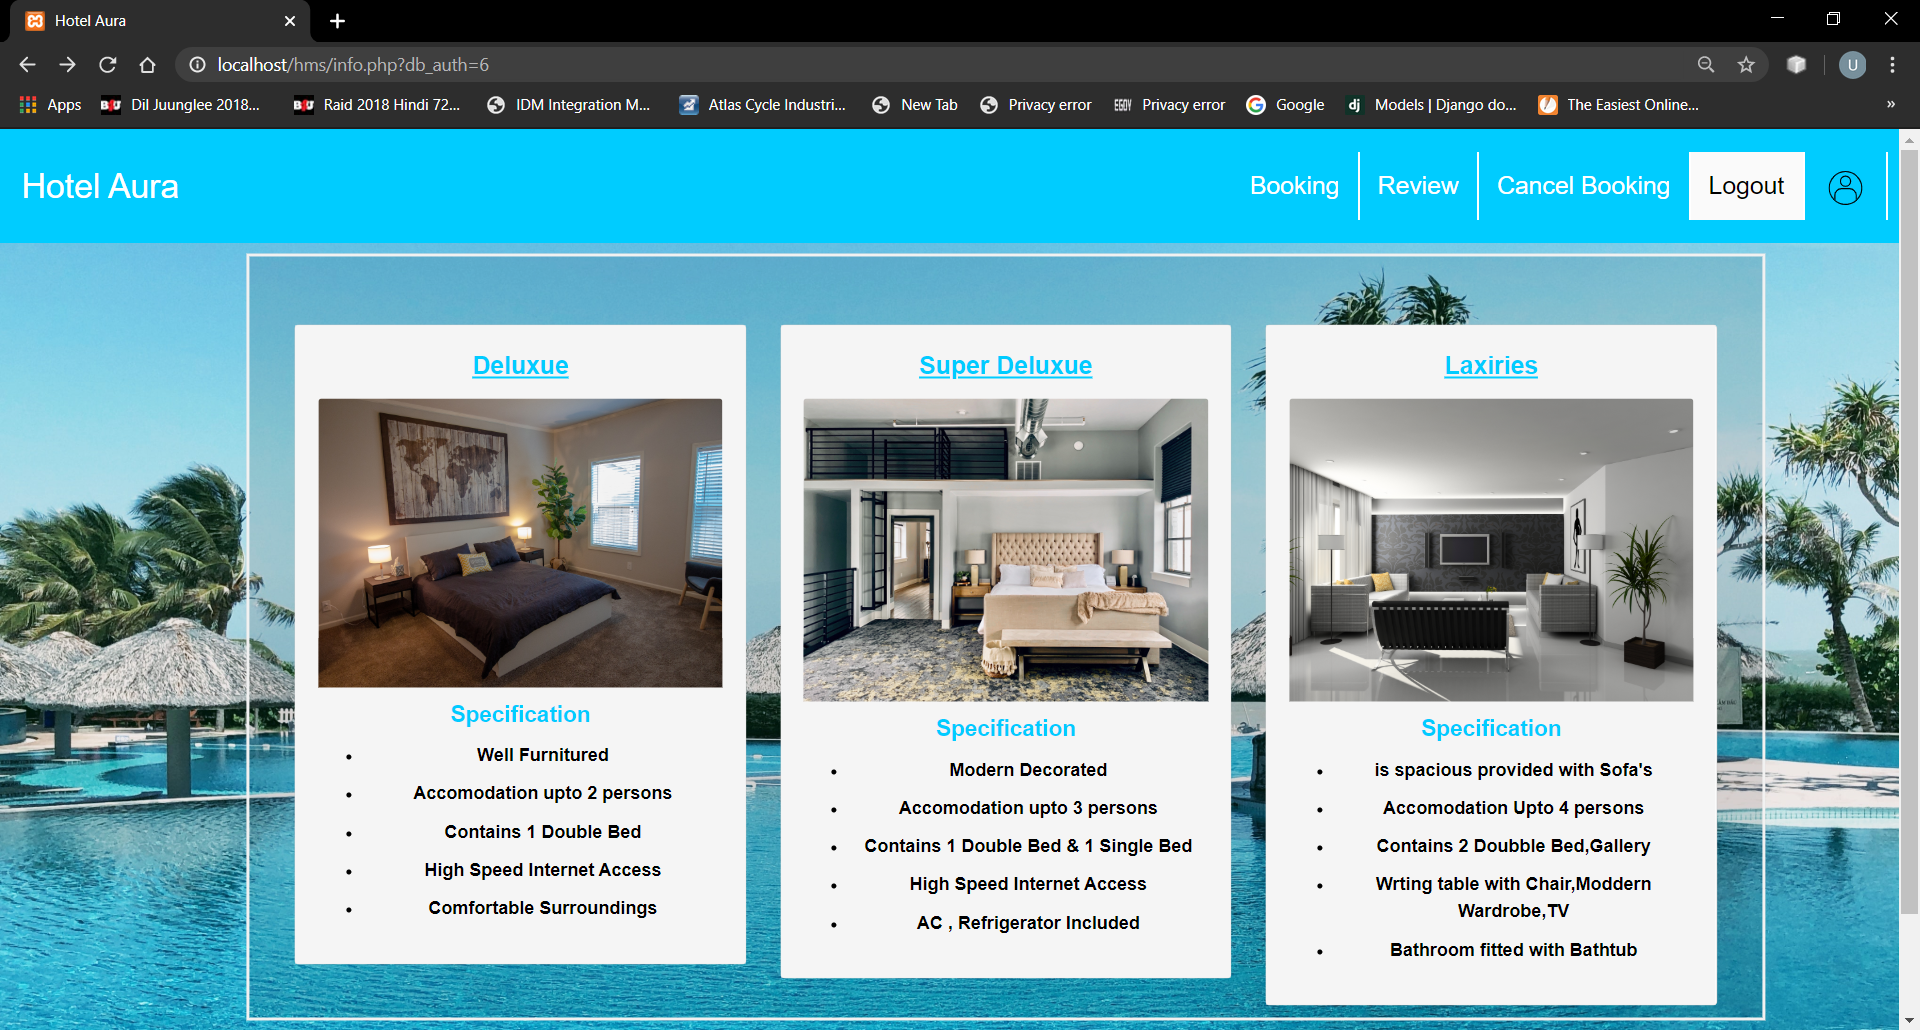 Hotel Aura
localhost/hms/info.php?db_auth=6
U
Apps
Dil Juunglee 2018...
Raid 2018 Hindi 72...
IDM Integration M...
Atlas Cycle Industri...
New Tab
Privacy error
EGOV Privacy error
Google
dj Models | Django do...
The Easiest Online...
»
Hotel Aura
Booking
Review
Cancel Booking
Logout
Deluxue
Specification
• Well Furnitured
• Accomodation upto 2 persons
• Contains 1 Double Bed
• High Speed Internet Access
• Comfortable Surroundings
Super Deluxue
Specification
• Modern Decorated
• Accomodation upto 3 persons
• Contains 1 Double Bed & 1 Single Bed
• High Speed Internet Access
• AC , Refrigerator Included
Laxiries
Specification
• is spacious provided with Sofa's
• Accomodation Upto 4 persons
• Contains 2 Doubble Bed,Gallery
• Wrting table with Chair,Moddern
Wardrobe,TV
• Bathroom fitted with Bathtub